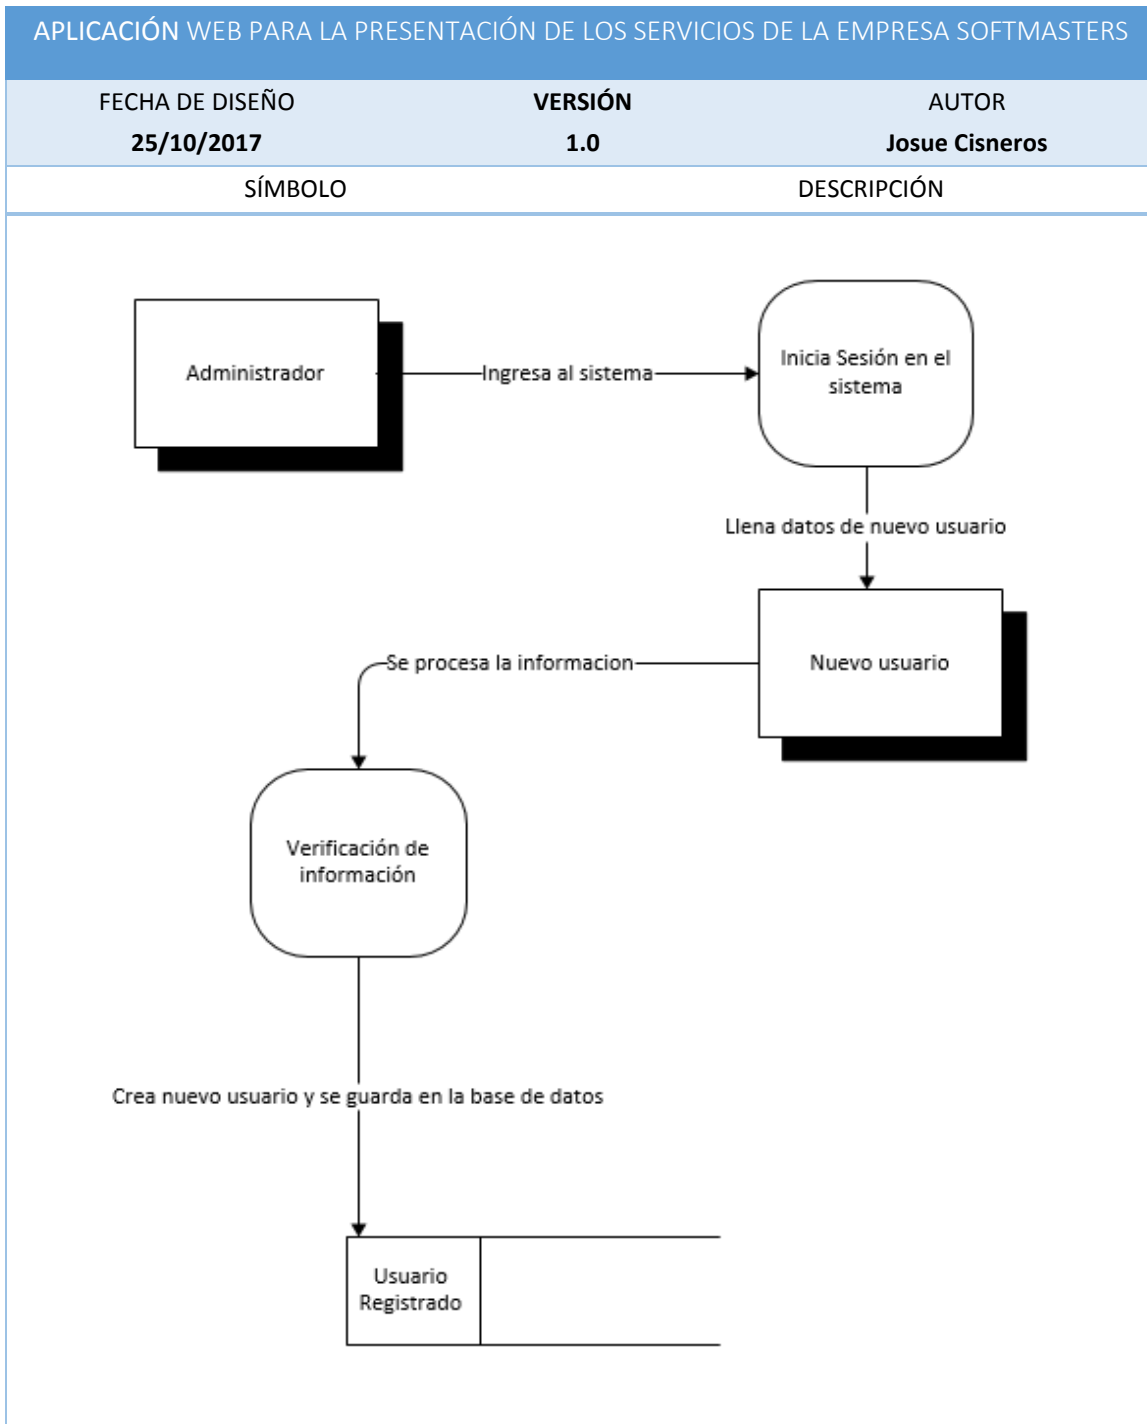 APLICACIÓN WEB PARA LA PRESENTACIÓN DE LOS SERVICIOS DE LA EMPRESA SOFTMASTERS
FECHA DE DISEÑO
25/10/2017
VERSIÓN
1.0
AUTOR
Josue Cisneros
SÍMBOLO
DESCRIPCIÓN
Administrador
Ingresa al sistema
Inicia Sesión en el
sistema
Llena datos de nuevo usuario
Nuevo usuario
Se procesa la informacion
Verificación de
información
Crea nuevo usuario y se guarda en la base de datos
Usuario
Registrado